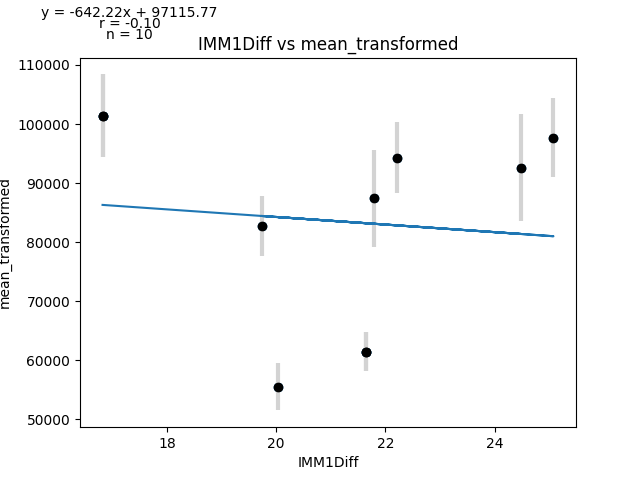 y = -642.22x + 97115.77
r = -0.10
n = 10
IMM1Diff vs mean_transformed
110000
100000
90000
80000
70000
60000
50000
mean_transformed
18
20
22
24
IMM1Diff